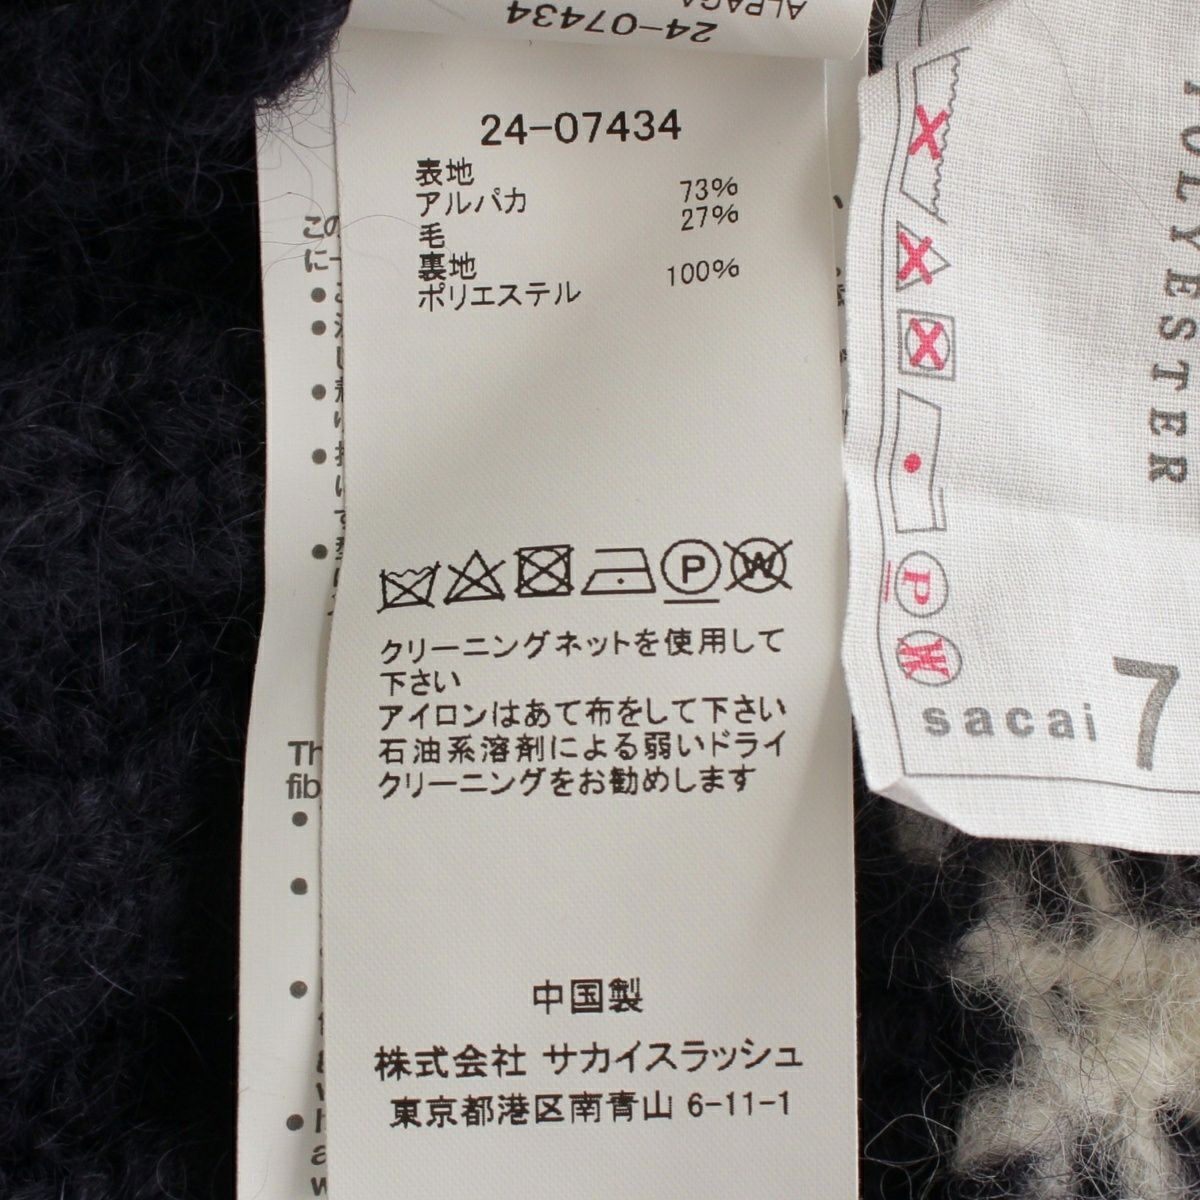 ALPACA
24-07434
24-07434
表地
アルパカ 73%
毛 27%
裏地
ポリエステル 100%
P W
クリーニングネットを使用して
下さい
アイロンはあて布をして下さい
石油系溶剤による弱いドライ
クリーニングをお勧めします
中国製
株式会社 サカイスラッシュ
東京都港区南青山 6-11-1
この
に
Th
fib
POLYESTER
P
W
sacai
7